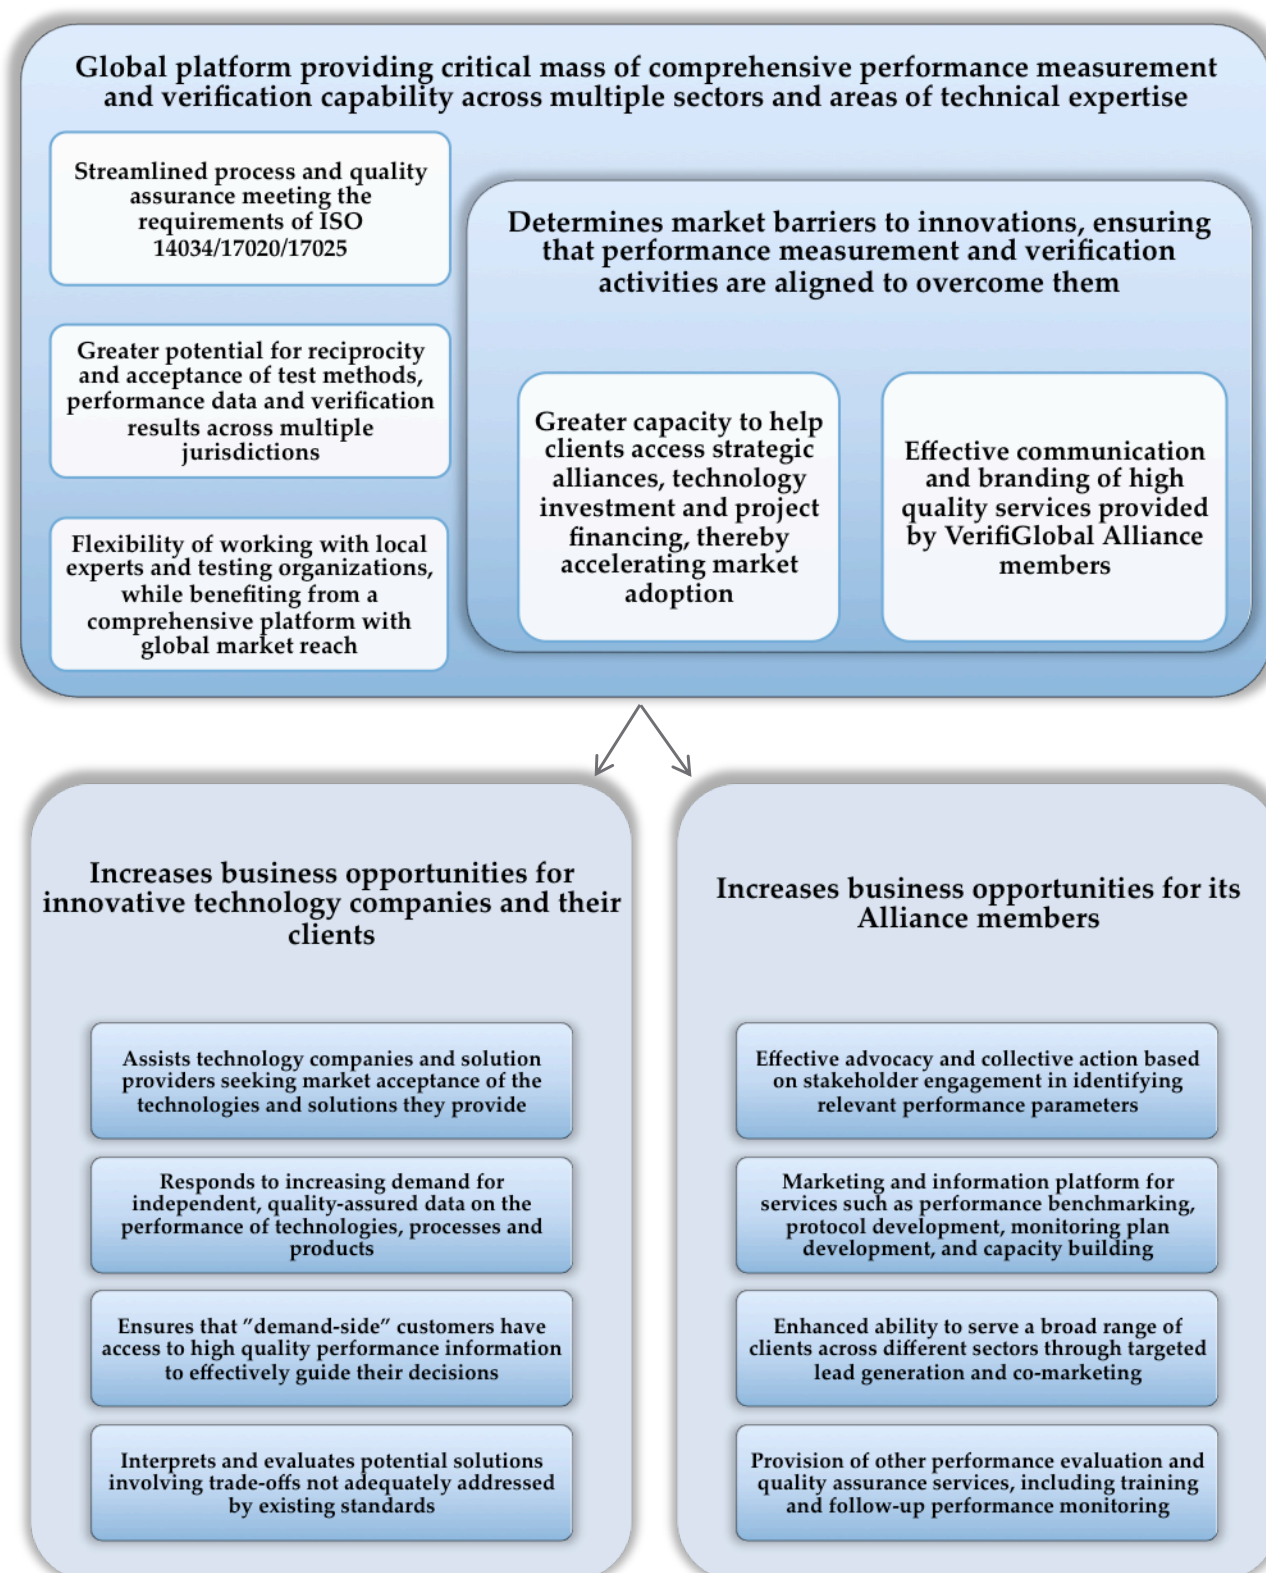 Global platform providing critical mass of comprehensive performance measurement
and verification capability across multiple sectors and areas of technical expertise
Streamlined process and quality
assurance meeting the
requirements of ISO
14034/17020/17025
Greater potential for reciprocity
and acceptance of test methods,
performance data and verification
results across multiple
jurisdictions
Flexibility of working with local
experts and testing organizations,
while benefiting from a
comprehensive platform with
global market reach
Determines market barriers to innovations, ensuring
that performance measurement and verification
activities are aligned to overcome them
Greater capacity to help
clients access strategic
alliances, technology
investment and project
financing, thereby
accelerating market
adoption
Effective communication
and branding of high
quality services provided
by VerifiGlobal Alliance
members
Increases business opportunities for
innovative technology companies and their
clients
Assists technology companies and solution
providers seeking market acceptance of the
technologies and solutions they provide
Responds to increasing demand for
independent, quality-assured data on the
performance of technologies, processes and
products
Ensures that ”demand-side” customers have
access to high quality performance information
to effectively guide their decisions
Interprets and evaluates potential solutions
involving trade-offs not adequately addressed
by existing standards
Increases business opportunities for its
Alliance members
Effective advocacy and collective action based
on stakeholder engagement in identifying
relevant performance parameters
Marketing and information platform for
services such as performance benchmarking,
protocol development, monitoring plan
development, and capacity building
Enhanced ability to serve a broad range of
clients across different sectors through targeted
lead generation and co-marketing
Provision of other performance evaluation and
quality assurance services, including training
and follow-up performance monitoring